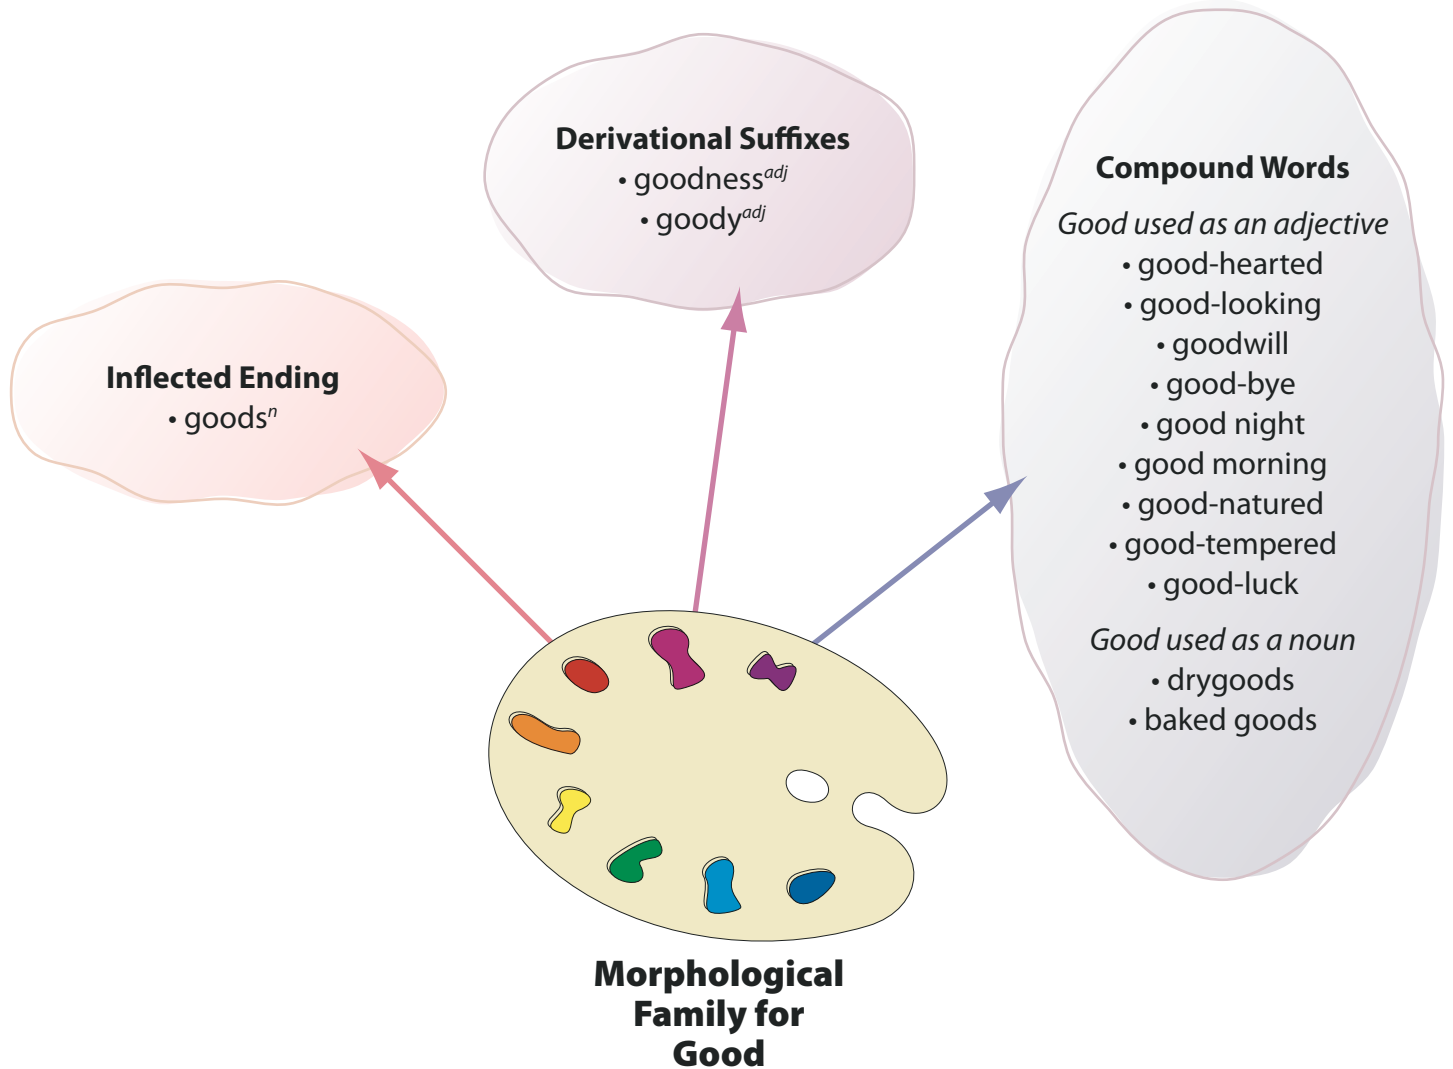 Derivational Suffixes
• goodness^adj
• goody^adj
Inflected Ending
• goods^n
Compound Words
Good used as an adjective
• good-hearted
• good-looking
• goodwill
• good-bye
• good night
• good morning
• good-natured
• good-tempered
• good-luck
Good used as a noun
• drygoods
• baked goods
Morphological
Family for
Good